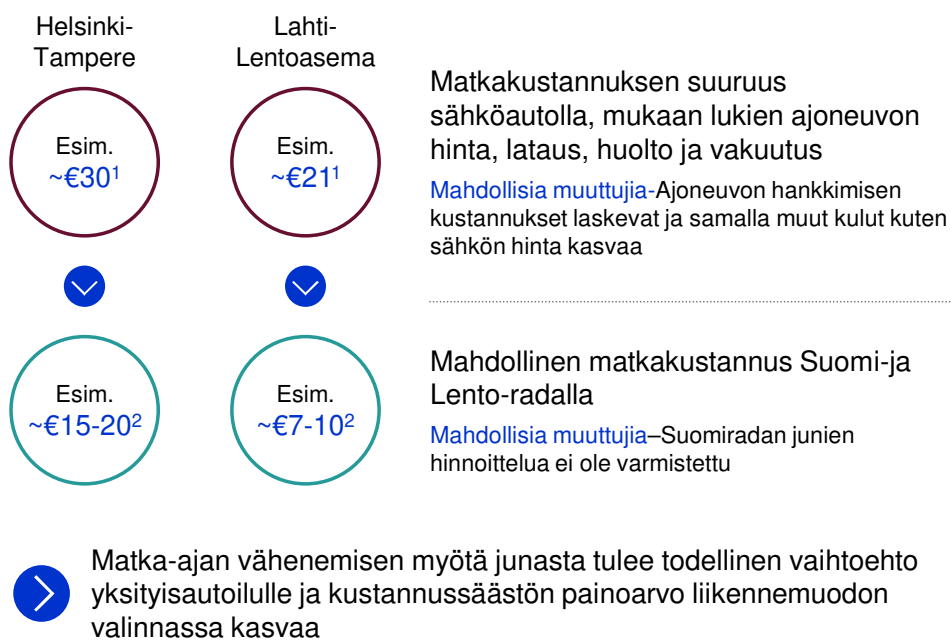 Helsinki-
Tampere
Lahti-
Lentoasema
Esim.
~€30¹
Esim.
~€21¹
Matkakustannuksen suuruus
sähköautolla, mukaan lukien ajoneuvon
hinta, lataus, huolto ja vakuutus
Mahdollisia muuttujia-Ajoneuvon hankkimisen
kustannukset laskevat ja samalla muut kulut kuten
sähkön hinta kasvaa
Esim.
~€15-20²
Esim.
~€7-10²
Mahdollinen matkakustannus Suomi-ja
Lento-radalla
Mahdollisia muuttujia–Suomiradan junien
hinnoittelua ei ole varmistettu
Matka-ajan vähenemisen myötä junasta tulee todellinen vaihtoehto
yksityisautoilulle ja kustannussäästön painoarvo liikennemuodon
valinnassa kasvaa